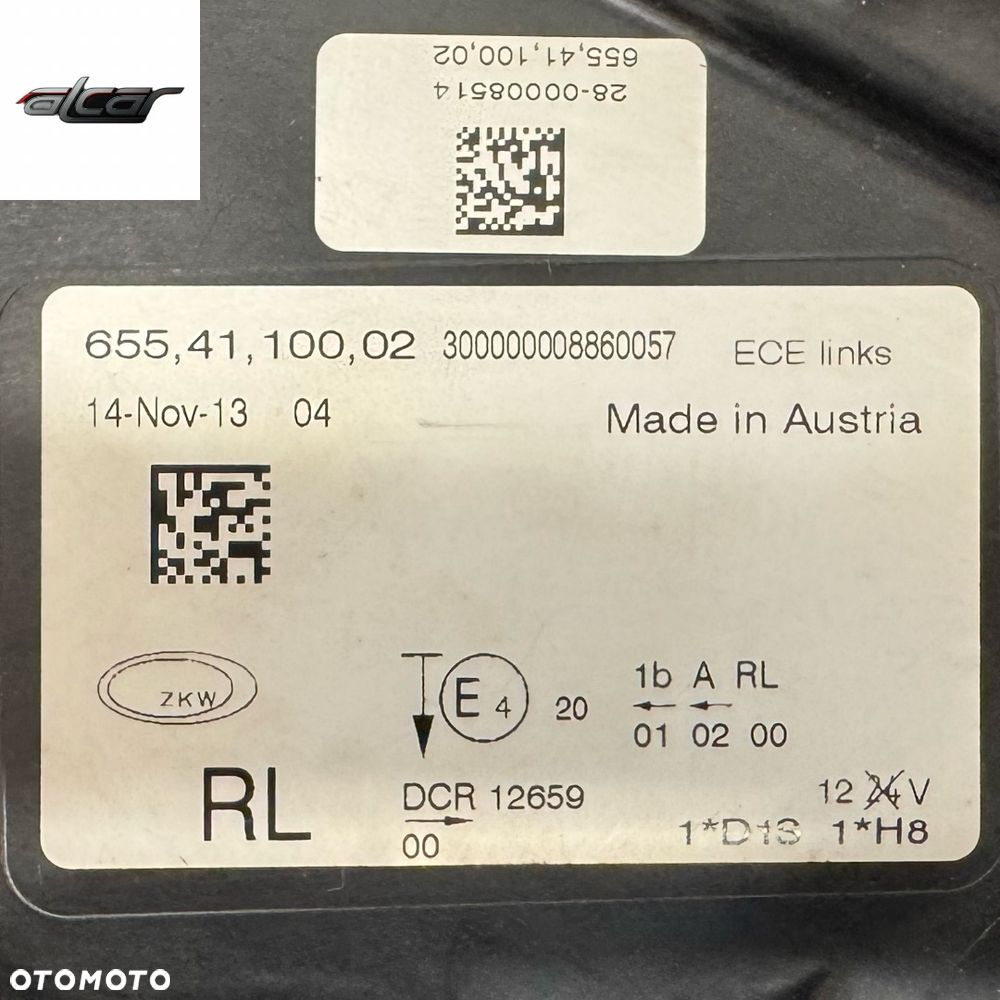 alcar
655,41,100,02
28-00008514
655,41,100,02 300000008860057 ECE links
14-Nov-13 04 Made in Austria
ZKW
E 4 20 1b A RL
01 02 00
RL DCR 12659 12 24 V
00 1*D1S 1*H8
OTOMOTO